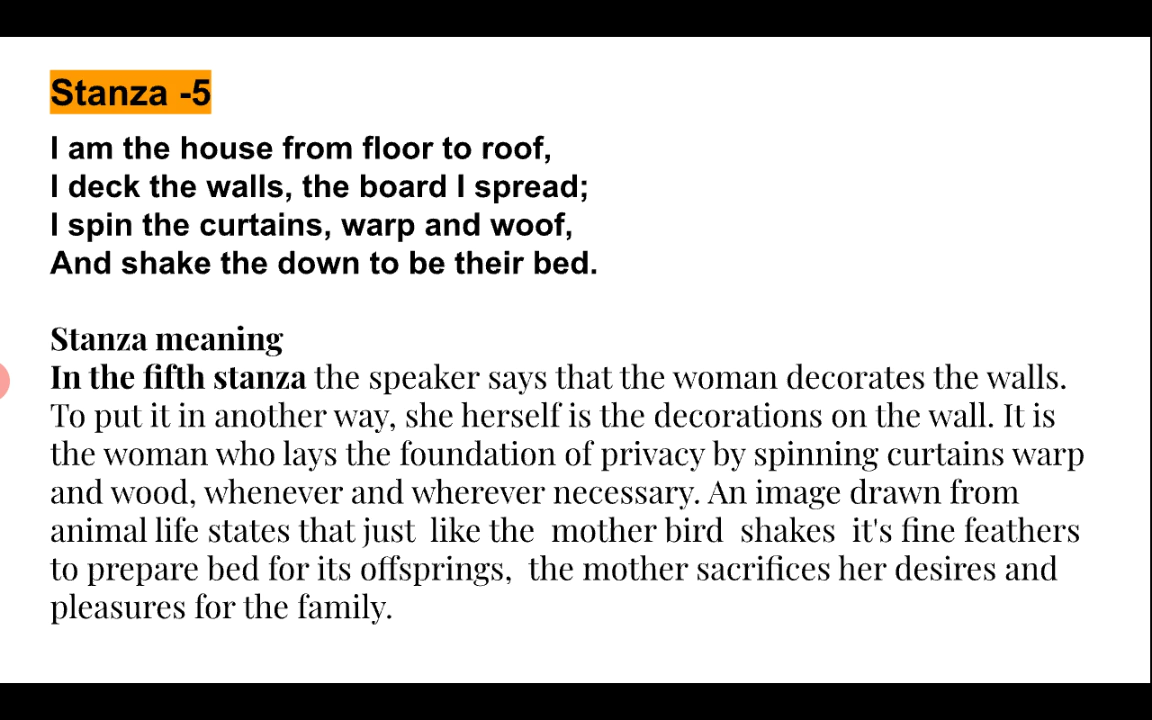 Stanza -5
I am the house from floor to roof,
I deck the walls, the board I spread;
I spin the curtains, warp and woof,
And shake the down to be their bed.
Stanza meaning
In the fifth stanza the speaker says that the woman decorates the walls.
To put it in another way, she herself is the decorations on the wall. It is
the woman who lays the foundation of privacy by spinning curtains warp
and wood, whenever and wherever necessary. An image drawn from
animal life states that just like the mother bird shakes it's fine feathers
to prepare bed for its offsprings, the mother sacrifices her desires and
pleasures for the family.